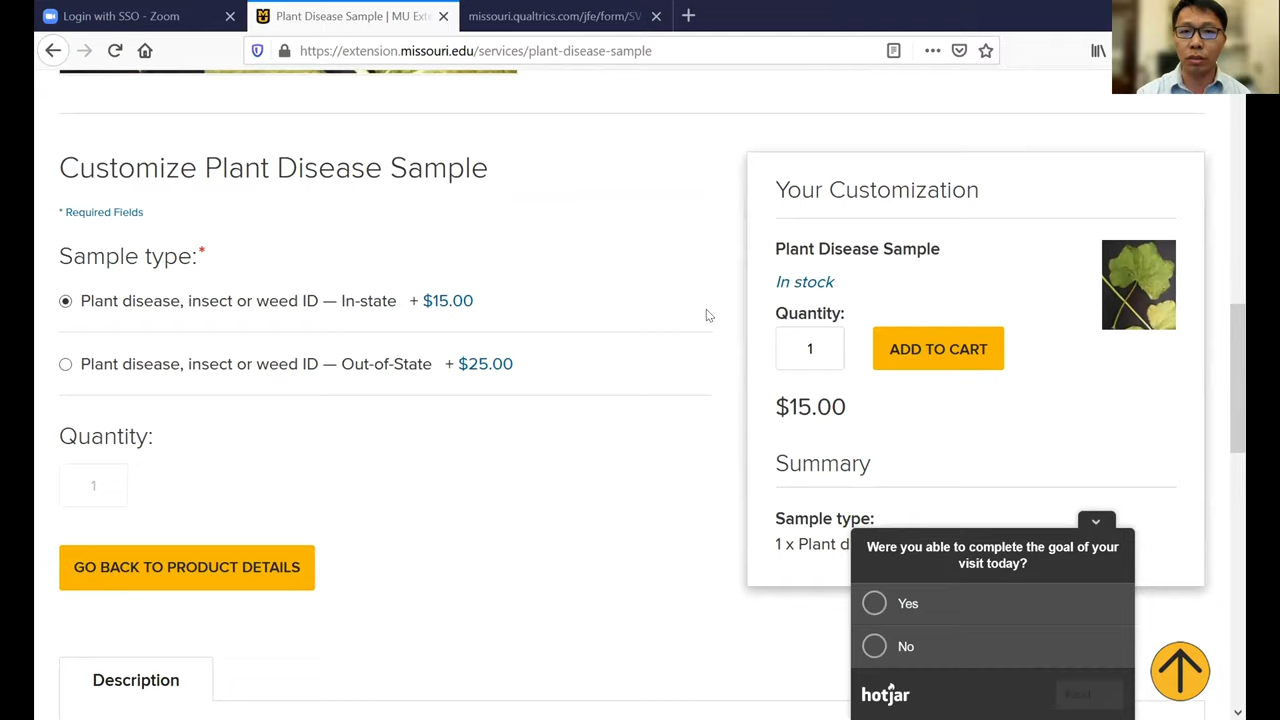 Login with SSO - Zoom
Plant Disease Sample | MU Exte
missouri.qualtrics.com/jfe/form/SV
https://extension.missouri.edu/services/plant-disease-sample
Customize Plant Disease Sample
* Required Fields
Sample type:*
Plant disease, insect or weed ID — In-state + $15.00
Plant disease, insect or weed ID — Out-of-State + $25.00
Quantity:
1
GO BACK TO PRODUCT DETAILS
Description
Your Customization
Plant Disease Sample
In stock
Quantity:
1
ADD TO CART
$15.00
Summary
Sample type:
1 x Plant d
Were you able to complete the goal of your
visit today?
Yes
No
hotjar
Next